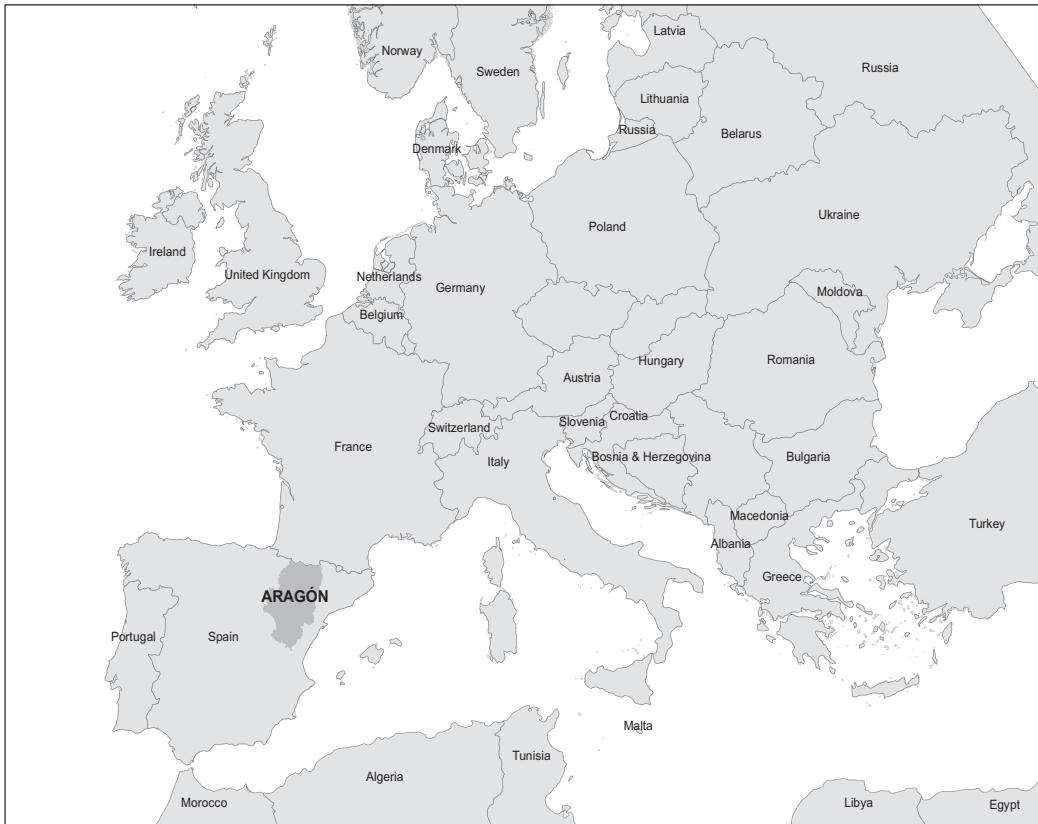 Latvia
Norway
Russia
Sweden
Lithuania
Russia
Belarus
Denmark
Ukraine
Poland
Ireland
United Kingdom
Netherlands
Germany
Moldova
Belgium
Hungary
Romania
Austria
Croatia
Slovenia
Switzerland
France
Bosnia & Herzegovina
Bulgaria
Italy
Macedonia
Turkey
Albania
Greece
ARAGÓN
Portugal
Spain
Malta
Tunisia
Algeria
Morocco
Libya
Egypt